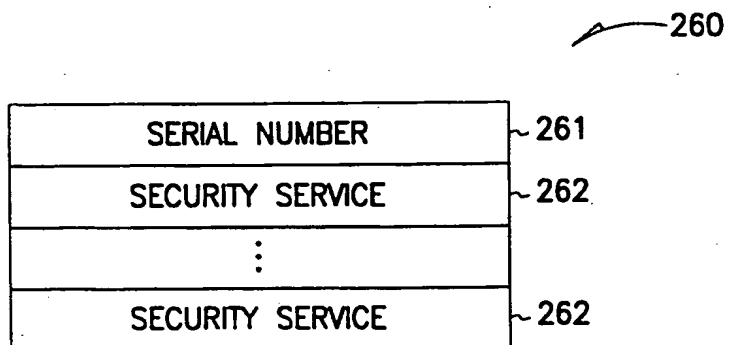 260
SERIAL NUMBER 261
SECURITY SERVICE 262
⋮
SECURITY SERVICE 262